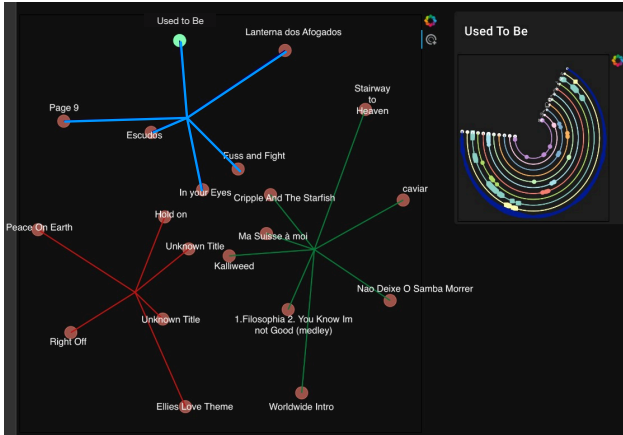 Used to Be
Lanterna dos Afogados
Used To Be
Stairway
to
Heaven
Page 9
Escudos
Fuss and Fight
In your Eyes
Cripple And The Starfish
caviar
Hold on
Peace On Earth
Ma Suisse à moi
Unknown Title
Kalliweed
Nao Deixe O Samba Morrer
Unknown Title
1.Filosophia 2. You Know Im
not Good (medley)
Right Off
Ellies Love Theme
Worldwide Intro